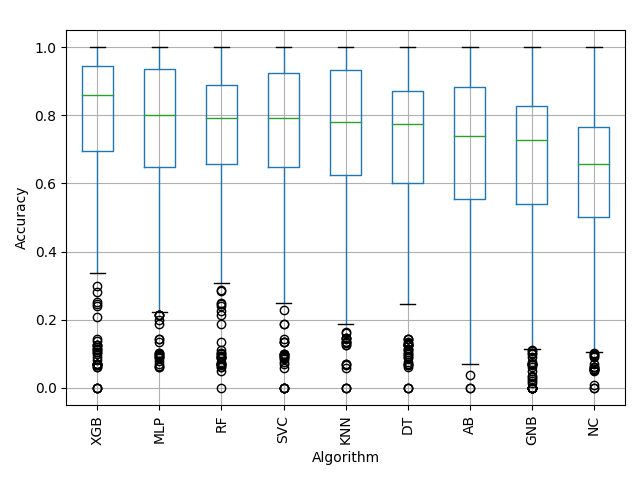 1.0
0.8
0.6
0.4
0.2
0.0
Accuracy
XGB
MLP
RF
SVC
KNN
DT
AB
GNB
NC
Algorithm